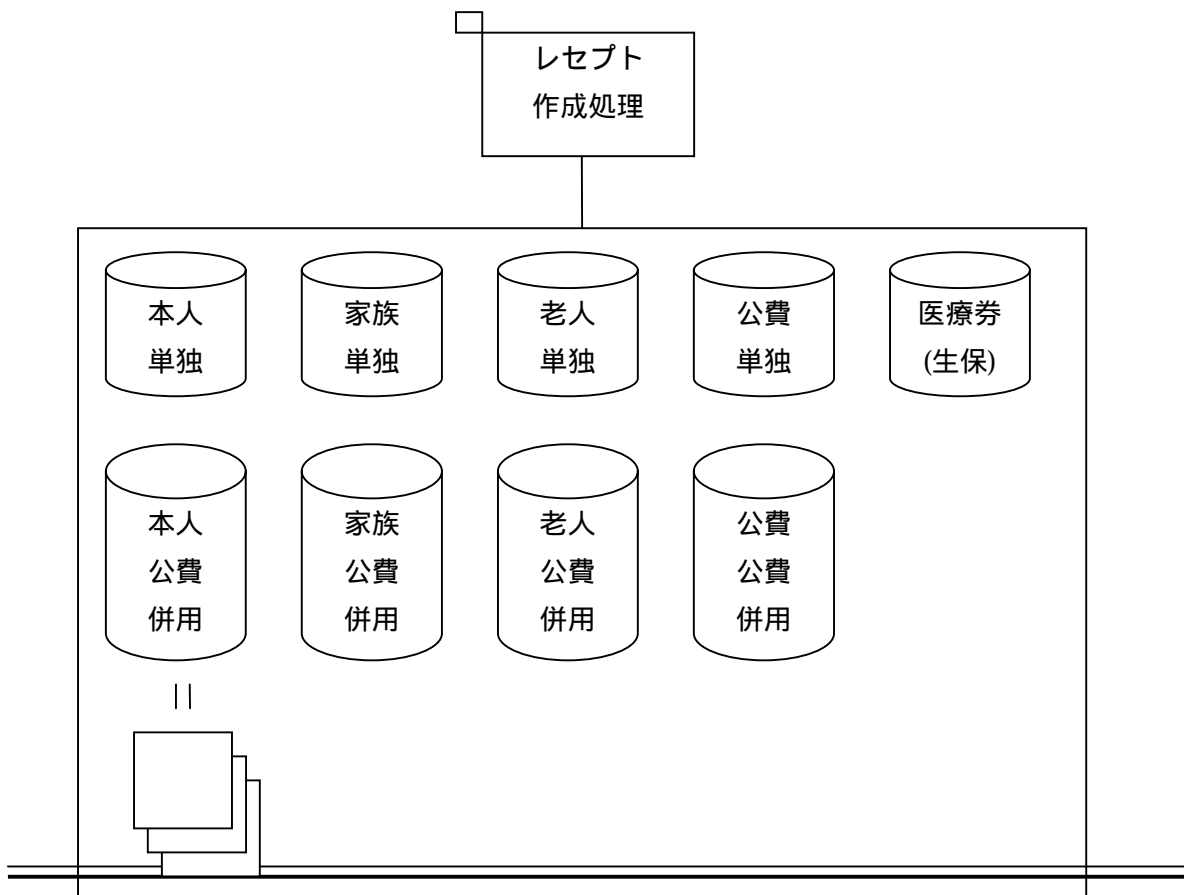 レセプト
作成処理
本人
単独
家族
単独
老人
単独
公費
単独
医療券
(生保)
本人
公費
併用
家族
公費
併用
老人
公費
併用
公費
公費
併用